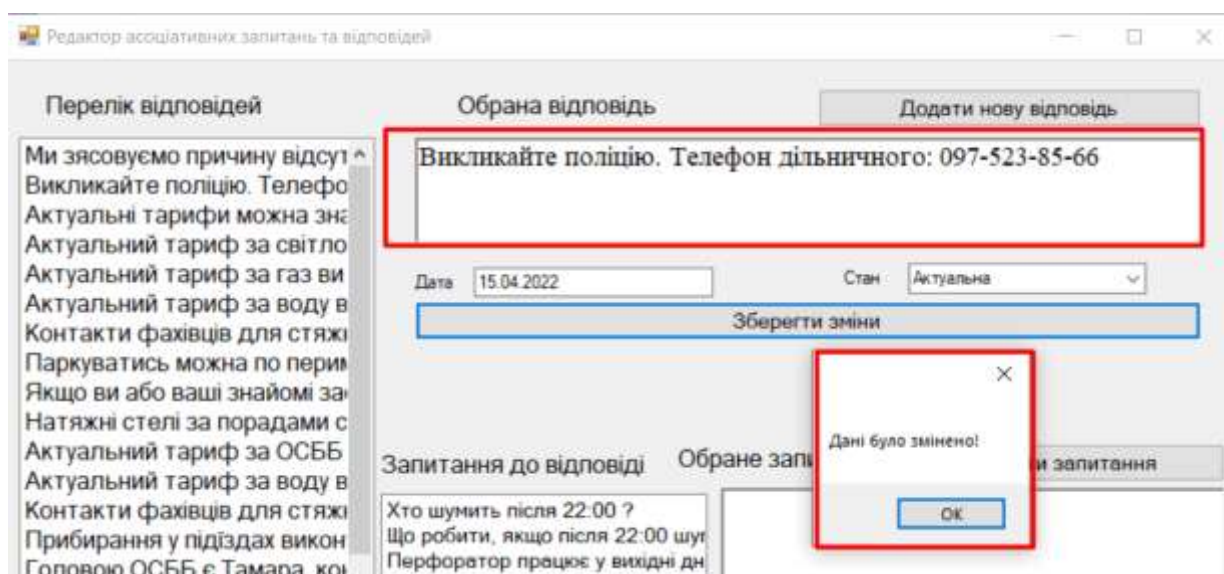 Редактор асоціативних запитань та відповідей
Перелік відповідей
Обрана відповідь
Додати нову відповідь
Ми зясовуємо причину відсут
Викликайте поліцію. Телефо
Актуальні тарифи можна зна
Актуальний тариф за світло
Актуальний тариф за газ ви
Актуальний тариф за воду в
Контакти фахівців для стяжк
Паркуватись можна по перим
Якщо ви або ваші знайомі за
Натяжні стелі за порадами с
Актуальний тариф за ОСББ
Актуальний тариф за воду в
Контакти фахівців для стяжк
Прибирання у підїздах викон
Головою ОСББ є Тамара, ко
Викликайте поліцію. Телефон дільничного: 097-523-85-66
Дата 15.04.2022
Стан Актуальна
Зберегти зміни
Дані було змінено!
OK
Запитання до відповіді
Обране запи
и запитання
Хто шумить після 22:00 ?
Що робити, якщо після 22:00 шум
Перфоратор працює у вихідні дн